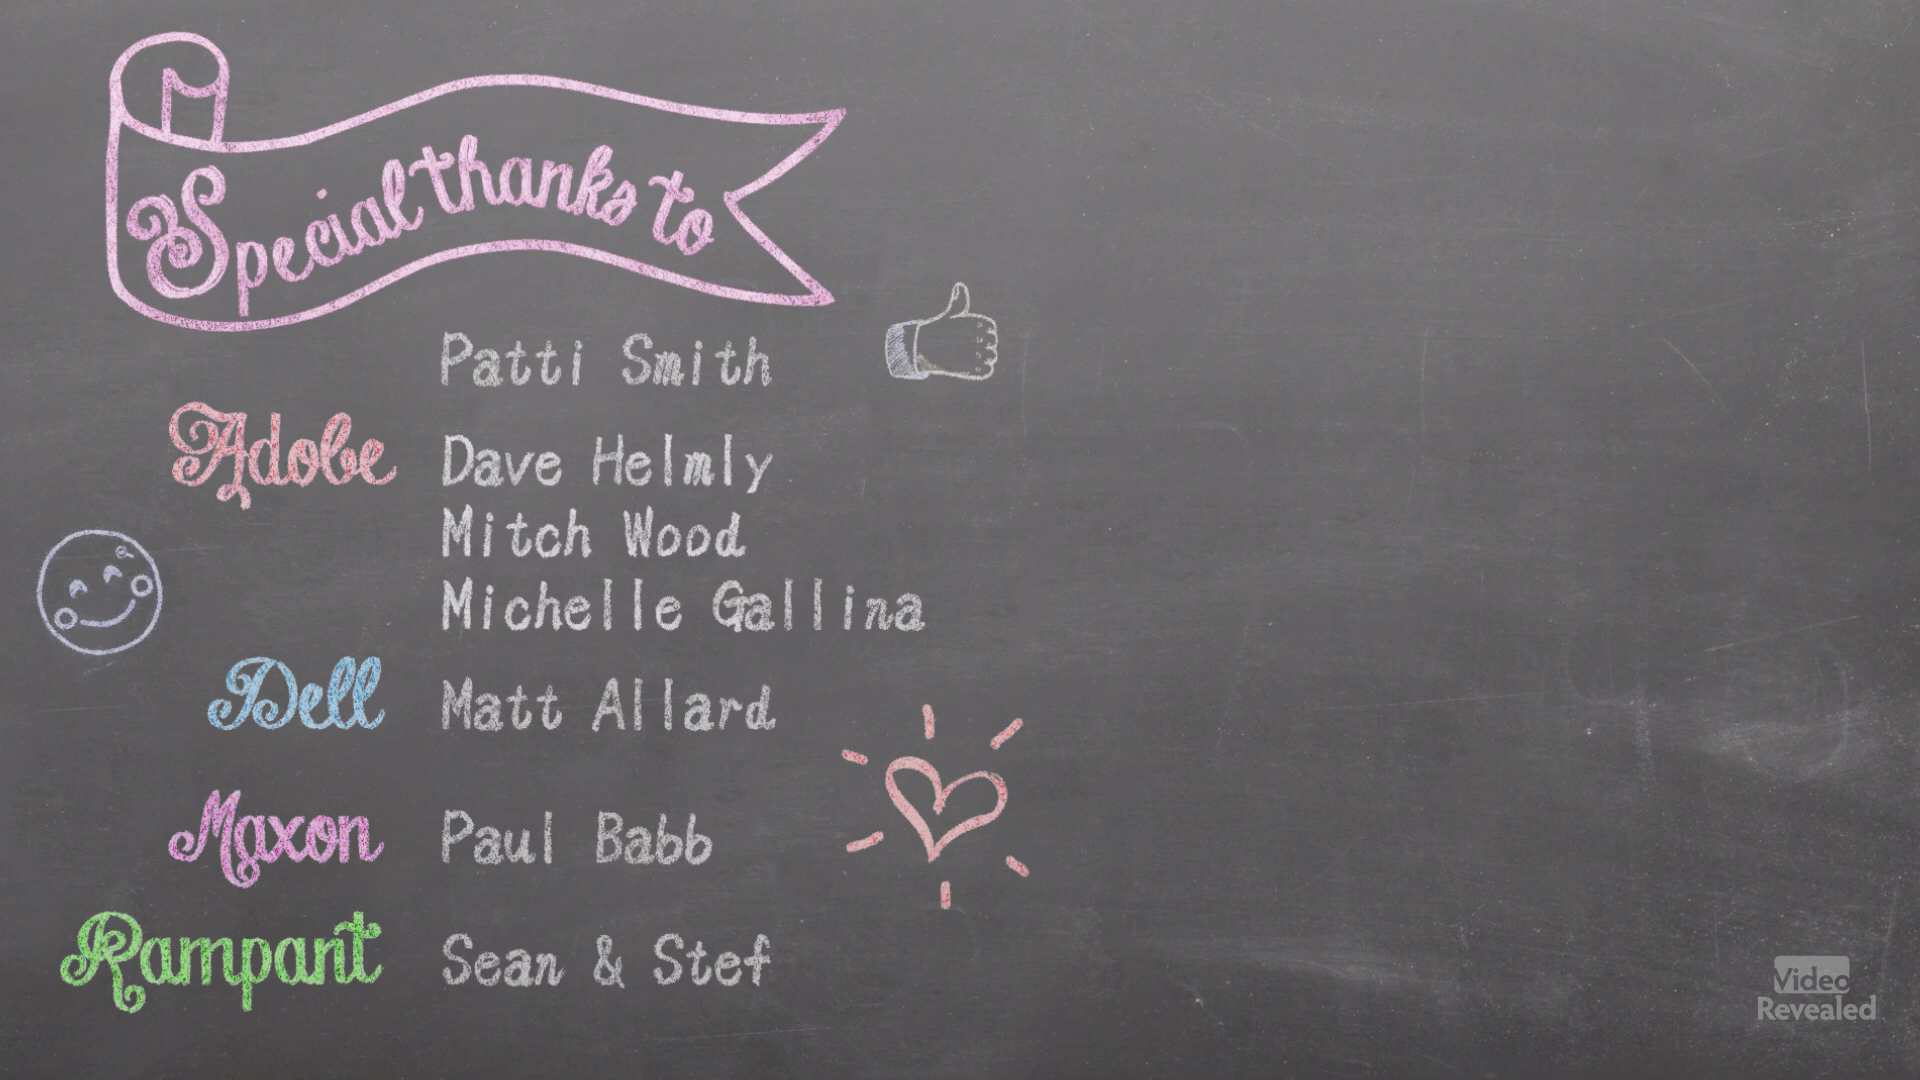 Special thanks to
Patti Smith
Adobe Dave Helmly
Mitch Wood
Michelle Gallina
Dell Matt Allard
Maxon Paul Babb
Rampant Sean & Stef
Video
Revealed